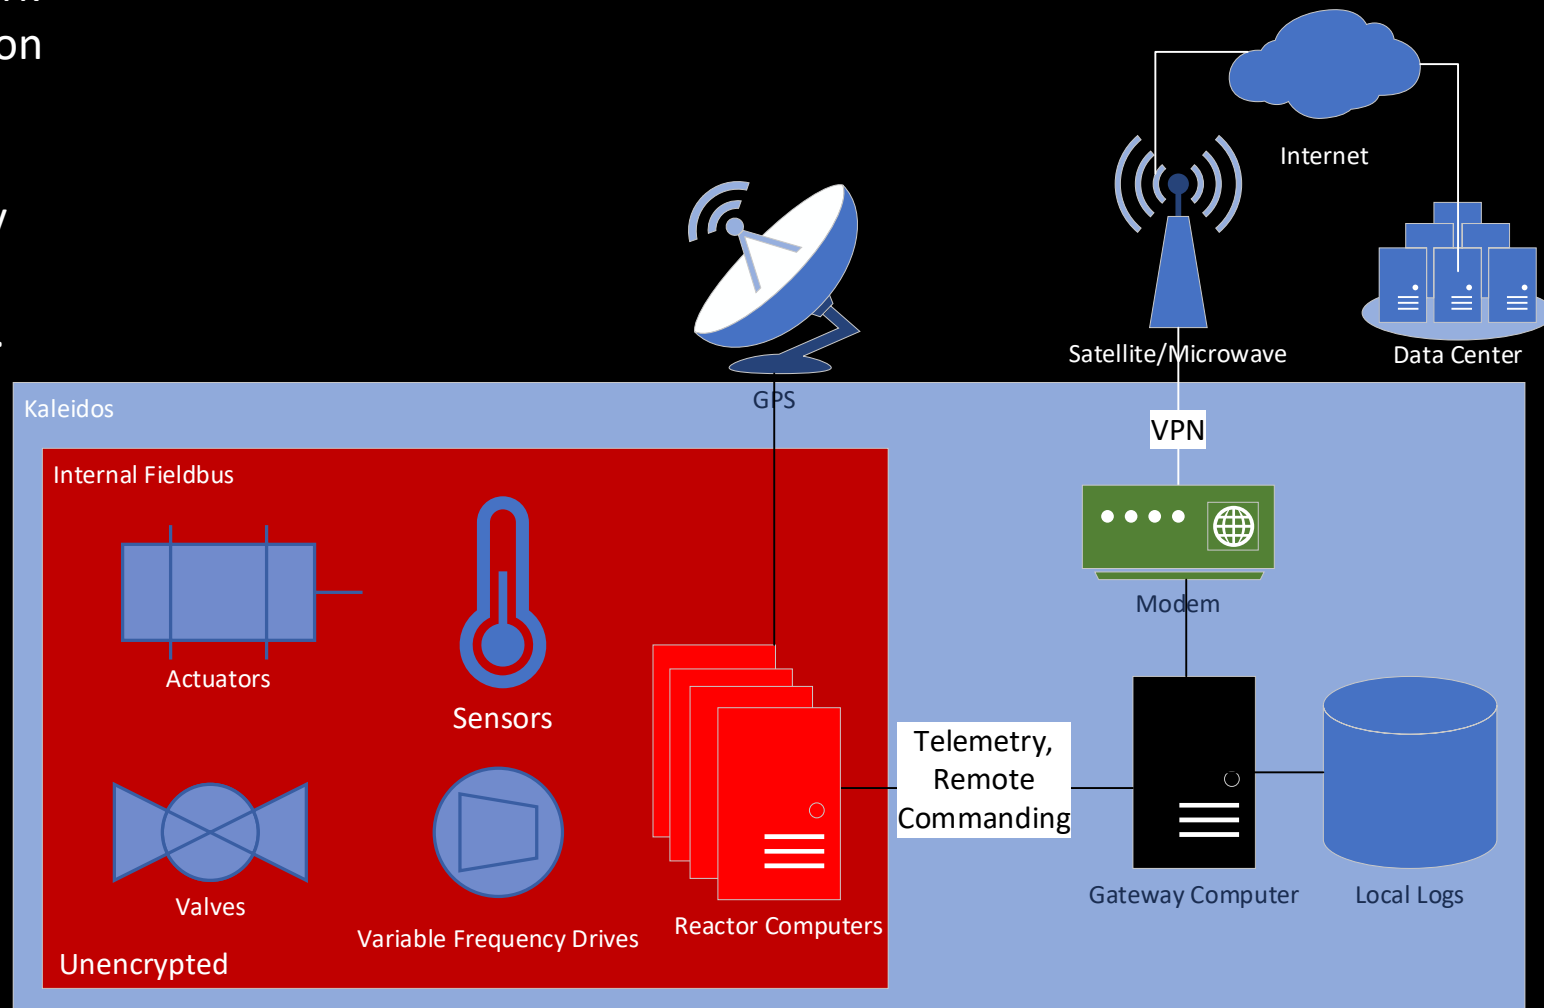 on
y
Internet
Satellite/Microwave
Data Center
Kaleidos
GPS
VPN
Internal Fieldbus
Modem
Actuators
Sensors
Telemetry,
Remote
Commanding
Gateway Computer
Local Logs
Valves
Variable Frequency Drives
Reactor Computers
Unencrypted